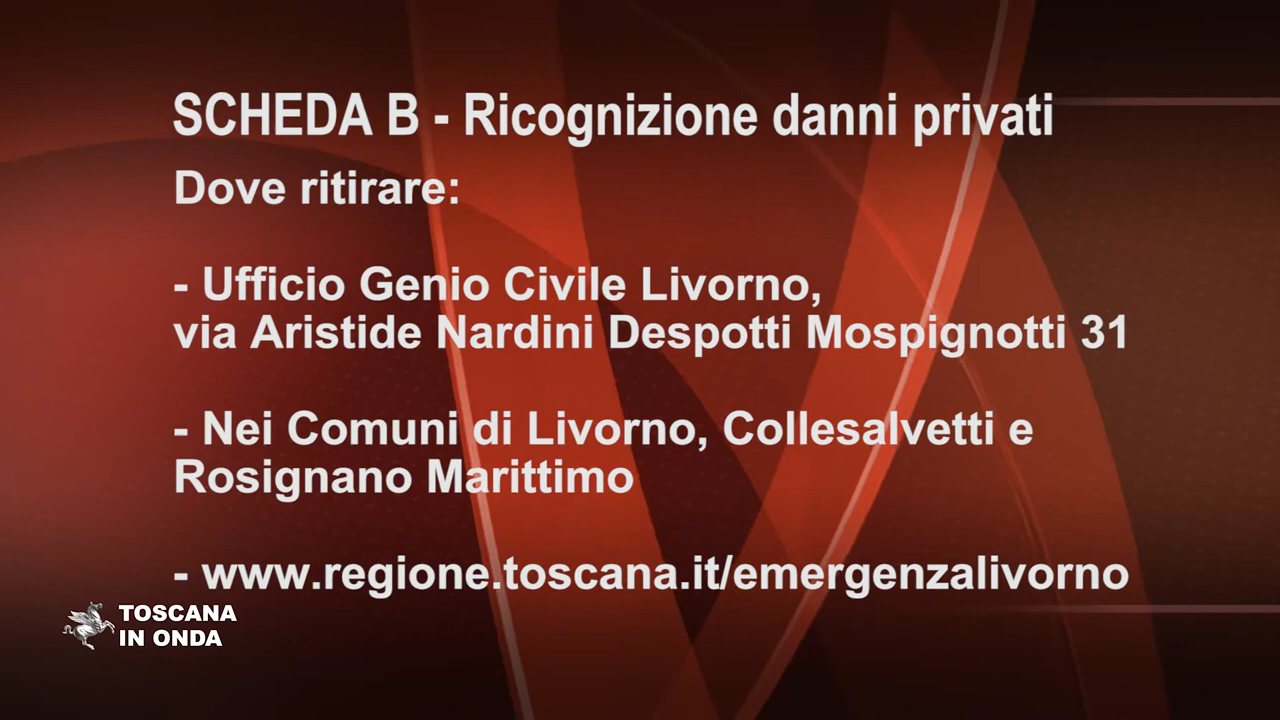 SCHEDA B - Ricognizione danni privati
Dove ritirare:
- Ufficio Genio Civile Livorno,
via Aristide Nardini Despotti Mospignotti 31
- Nei Comuni di Livorno, Collesalvetti e
Rosignano Marittimo
- www.regione.toscana.it/emergenzalivorno
TOSCANA
IN ONDA